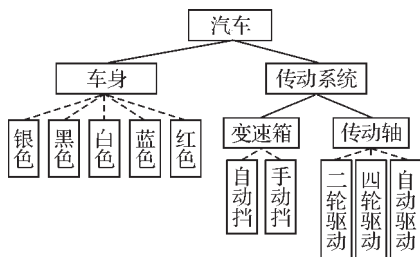 汽车
车身
传动系统
银色
黑色
白色
蓝色
红色
变速箱
传动轴
自动挡
手动挡
二轮驱动
四轮驱动
自动驱动